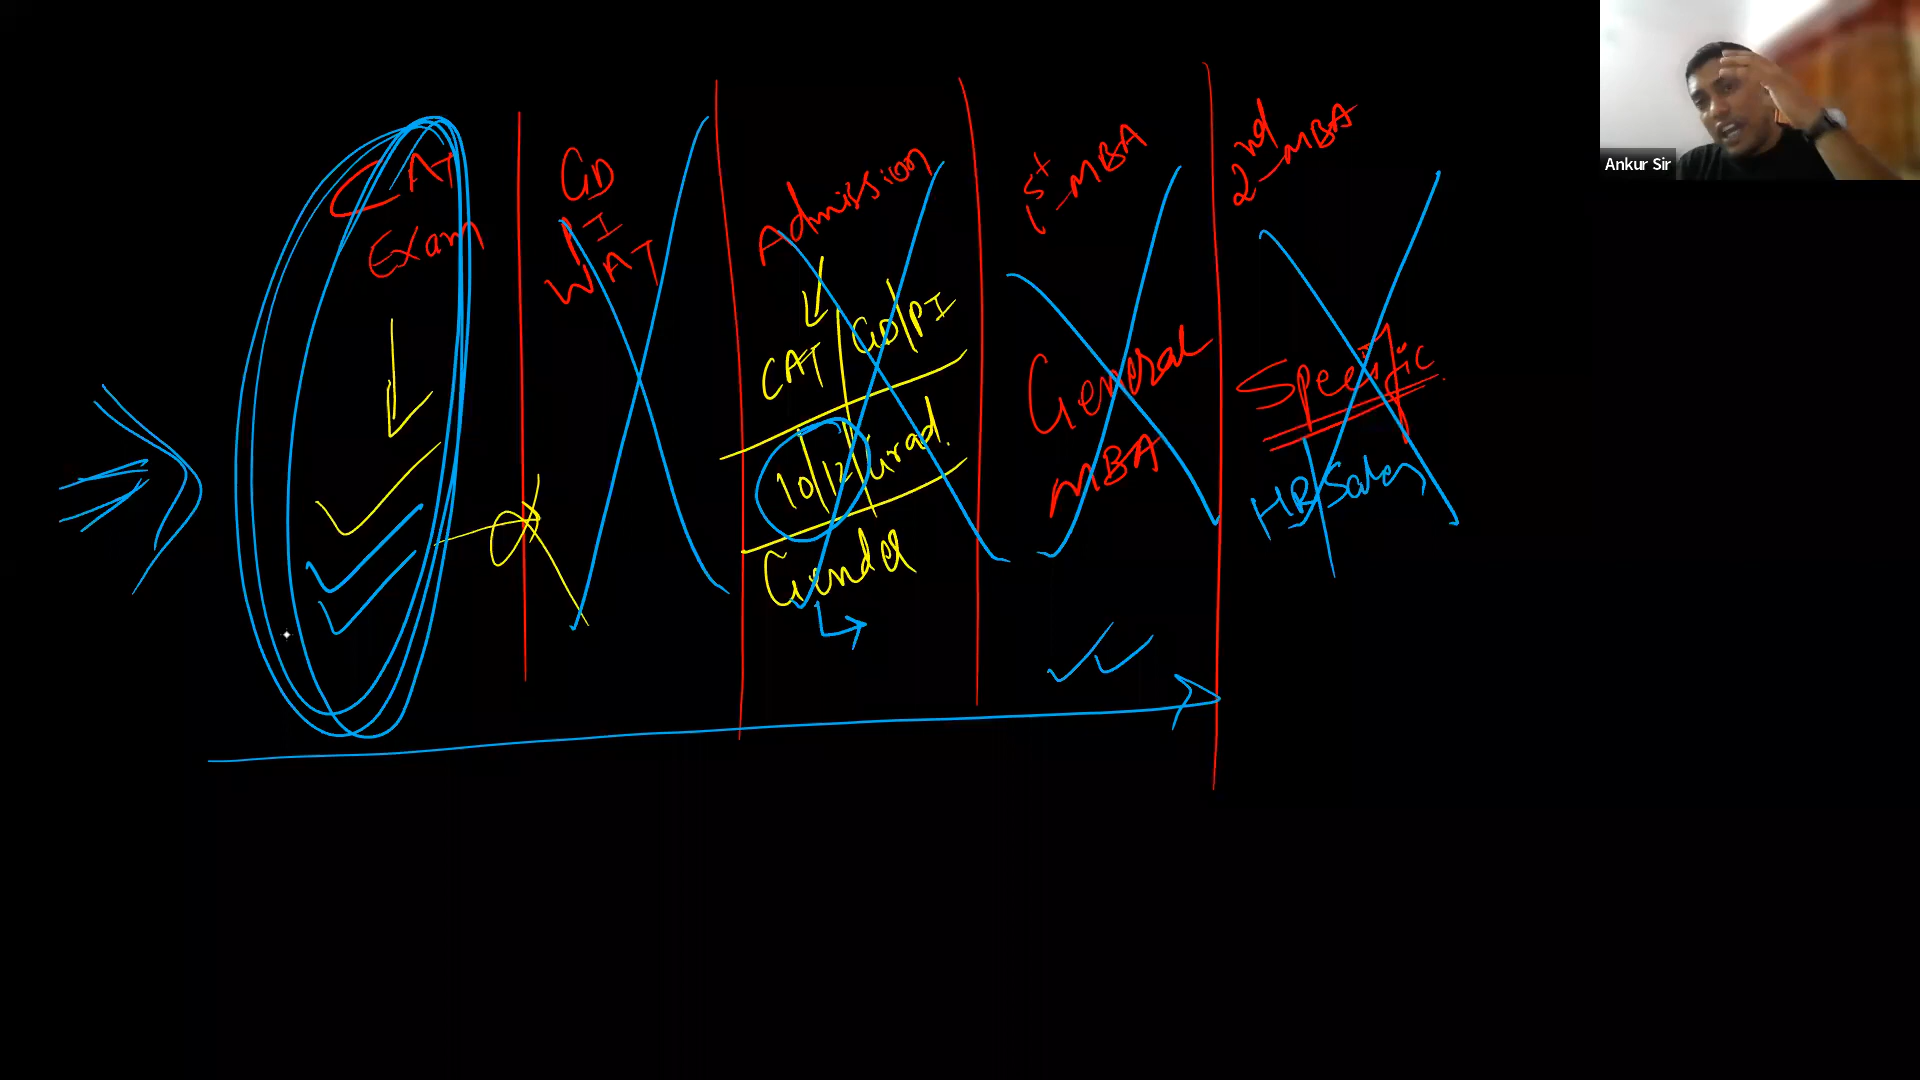 CAT
Exam
GD
PI
WAT
Admission
CAT | GD/PI
10/12/Grad.
Gender
1st MBA
General
MBA
2nd MBA
Specific
HR Sales
Ankur Sir